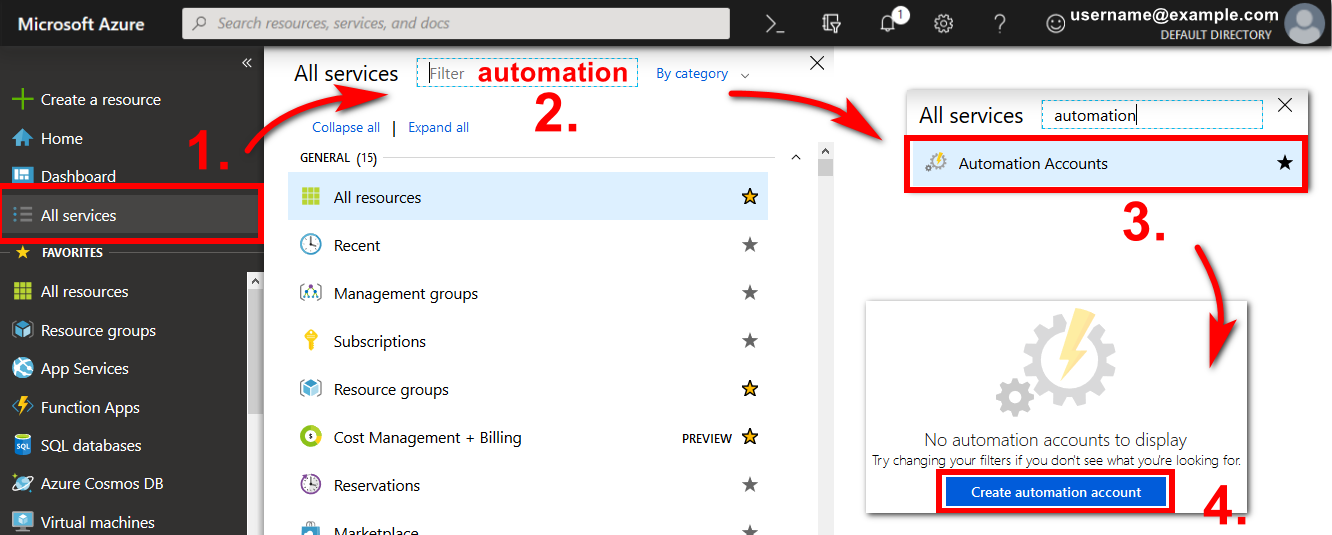 Microsoft Azure
Search resources, services, and docs
1
username@example.com
DEFAULT DIRECTORY
Create a resource
Home
Dashboard
All services
FAVORITES
All resources
Resource groups
App Services
Function Apps
SQL databases
Azure Cosmos DB
Virtual machines
1.
All services
Filter automation
By category
2.
Collapse all | Expand all
GENERAL (15)
All resources
Recent
Management groups
Subscriptions
Resource groups
Cost Management + Billing PREVIEW
Reservations
Marketplace
All services
automation
Automation Accounts
3.
No automation accounts to display
Try changing your filters if you don't see what you're looking for.
Create automation account
4.